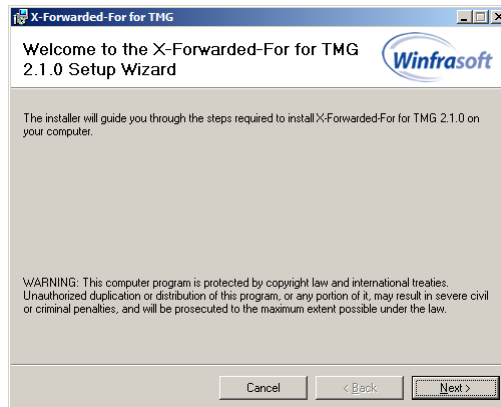 X-Forwarded-For for TMG
Welcome to the X-Forwarded-For for TMG
2.1.0 Setup Wizard
Winfrasoft
The installer will guide you through the steps required to install X-Forwarded-For for TMG 2.1.0 on
your computer.
WARNING: This computer program is protected by copyright law and international treaties.
Unauthorized duplication or distribution of this program, or any portion of it, may result in severe civil
or criminal penalties, and will be prosecuted to the maximum extent possible under the law.
Cancel < Back Next >